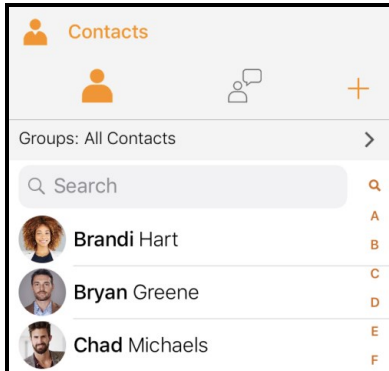 Contacts
Groups: All Contacts
Search
A
Brandi Hart
B
C
Bryan Greene
D
E
Chad Michaels
F